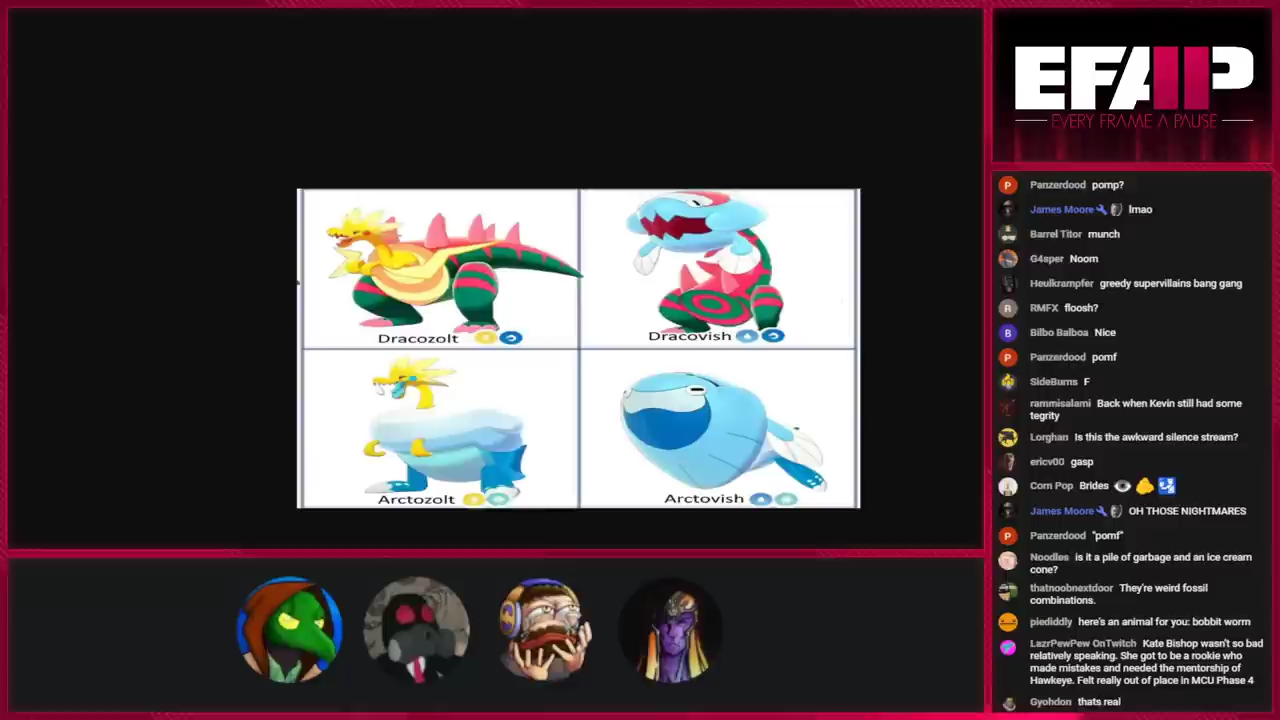 EFAP
EVERY FRAME A PAUSE
Dracozolt
Dracovish
Arctozolt
Arctovish
P Panzerdood pomp?
James Moore lmao
Barrel Titor munch
G4sper Noom
Heulkrampfer greedy supervillains bang gang
R RMFX floosh?
B Bilbo Balboa Nice
P Panzerdood pomf
SideBurns F
rammisalami Back when Kevin still had some
tegrity
Lorghan Is this the awkward silence stream?
ericv00 gasp
Corn Pop Brides
James Moore OH THOSE NIGHTMARES
P Panzerdood "pomf"
Noodles is it a pile of garbage and an ice cream
cone?
thatnoobnextdoor They're weird fossil
combinations.
piediddly here's an animal for you: bobbit worm
LazrPewPew OnTwitch Kate Bishop wasn't so bad
relatively speaking. She got to be a rookie who
made mistakes and needed the mentorship of
Hawkeye. Felt really out of place in MCU Phase 4
Gyohdon thats real